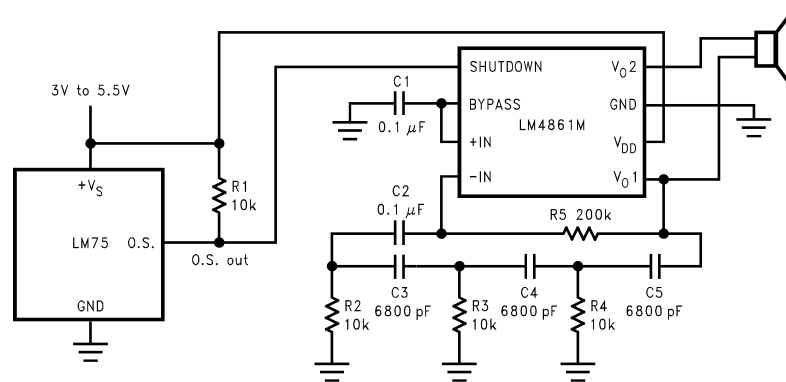 3V to 5.5V
+VS
LM75
O.S.
GND
R1
10k
O.S. out
C1
0.1 μF
SHUTDOWN
BYPASS
+IN
-IN
LM4861M
VO2
GND
VDD
VO1
C2
0.1 μF
R5 200k
C3
6800 pF
C4
6800 pF
C5
6800 pF
R2
10k
R3
10k
R4
10k